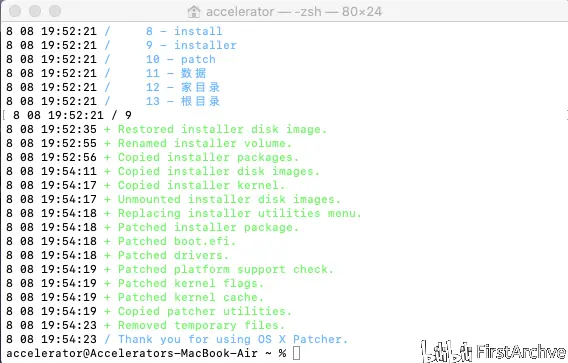 accelerator — -zsh — 80×24
8 08 19:52:21 / 8 - install
8 08 19:52:21 / 9 - installer
8 08 19:52:21 / 10 - patch
8 08 19:52:21 / 11 - 数据
8 08 19:52:21 / 12 - 家目录
8 08 19:52:21 / 13 - 根目录
[ 8 08 19:52:21 / 9 ]
8 08 19:52:35 + Restored installer disk image.
8 08 19:52:55 + Renamed installer volume.
8 08 19:52:56 + Copied installer packages.
8 08 19:54:11 + Copied installer disk images.
8 08 19:54:17 + Copied installer kernel.
8 08 19:54:17 + Unmounted installer disk images.
8 08 19:54:18 + Replacing installer utilities menu.
8 08 19:54:18 + Patched installer package.
8 08 19:54:18 + Patched boot.efi.
8 08 19:54:18 + Patched drivers.
8 08 19:54:19 + Patched platform support check.
8 08 19:54:19 + Patched kernel flags.
8 08 19:54:19 + Patched kernel cache.
8 08 19:54:19 + Copied patcher utilities.
8 08 19:54:23 + Removed temporary files.
8 08 19:54:23 / Thank you for using OS X Patcher.
accelerator@Accelerators-MacBook-Air ~ %
FirstArchive